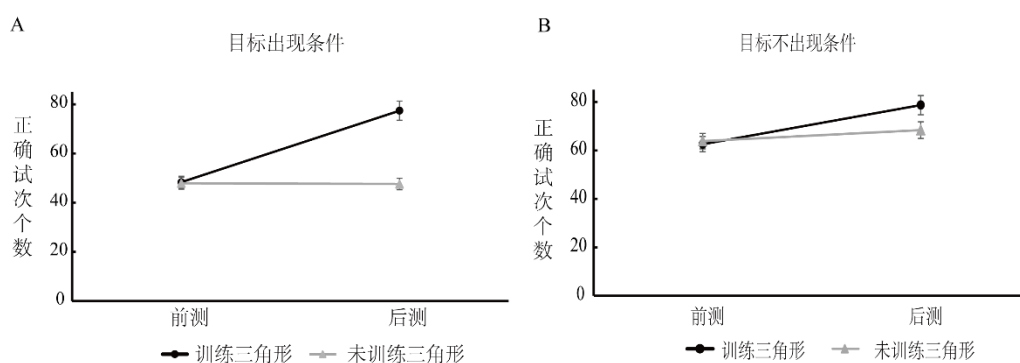 A
目标出现条件
正确试次个数
80
60
40
20
0
前测 后测
训练三角形 未训练三角形
B
目标不出现条件
正确试次个数
80
60
40
20
0
前测 后测
训练三角形 未训练三角形